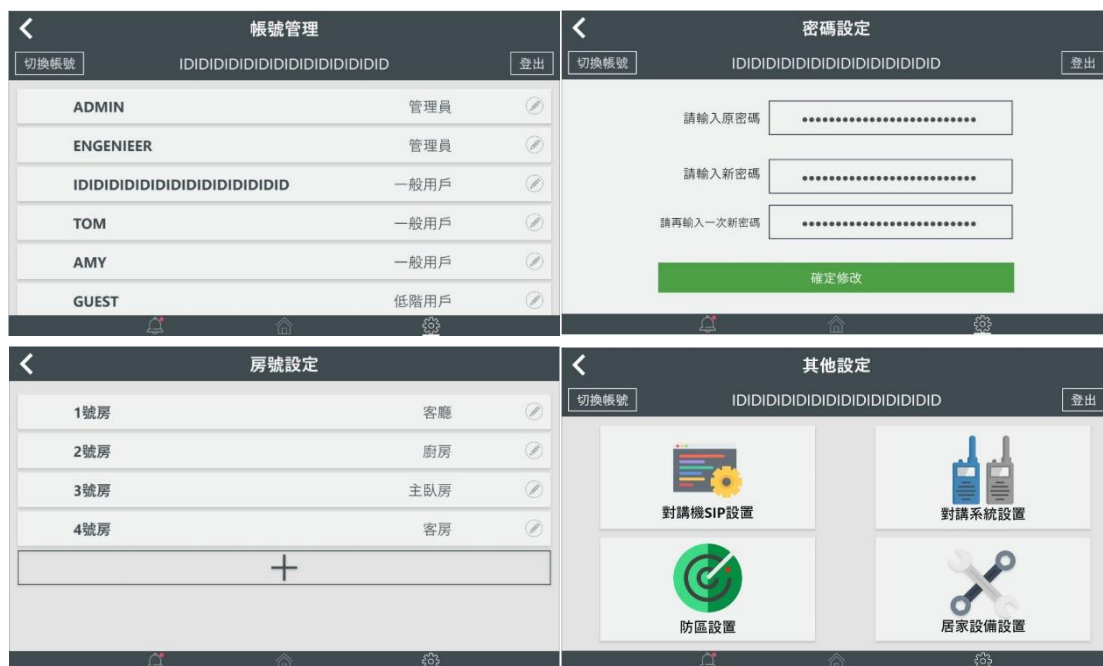 帳號管理
切換帳號
IDIDIDIDIDIDIDIDIDIDIDIDIDID
登出
ADMIN
管理員
ENGENIEER
管理員
IDIDIDIDIDIDIDIDIDIDIDIDIDID
一般用戶
TOM
一般用戶
AMY
一般用戶
GUEST
低階用戶
密碼設定
切換帳號
IDIDIDIDIDIDIDIDIDIDIDIDIDID
登出
請輸入原密碼
請輸入新密碼
請再輸入一次新密碼
確定修改
房號設定
1號房
客廳
2號房
廚房
3號房
主臥房
4號房
客房
其他設定
切換帳號
IDIDIDIDIDIDIDIDIDIDIDIDIDID
登出
對講機SIP設置
對講系統設置
防區設置
居家設備設置